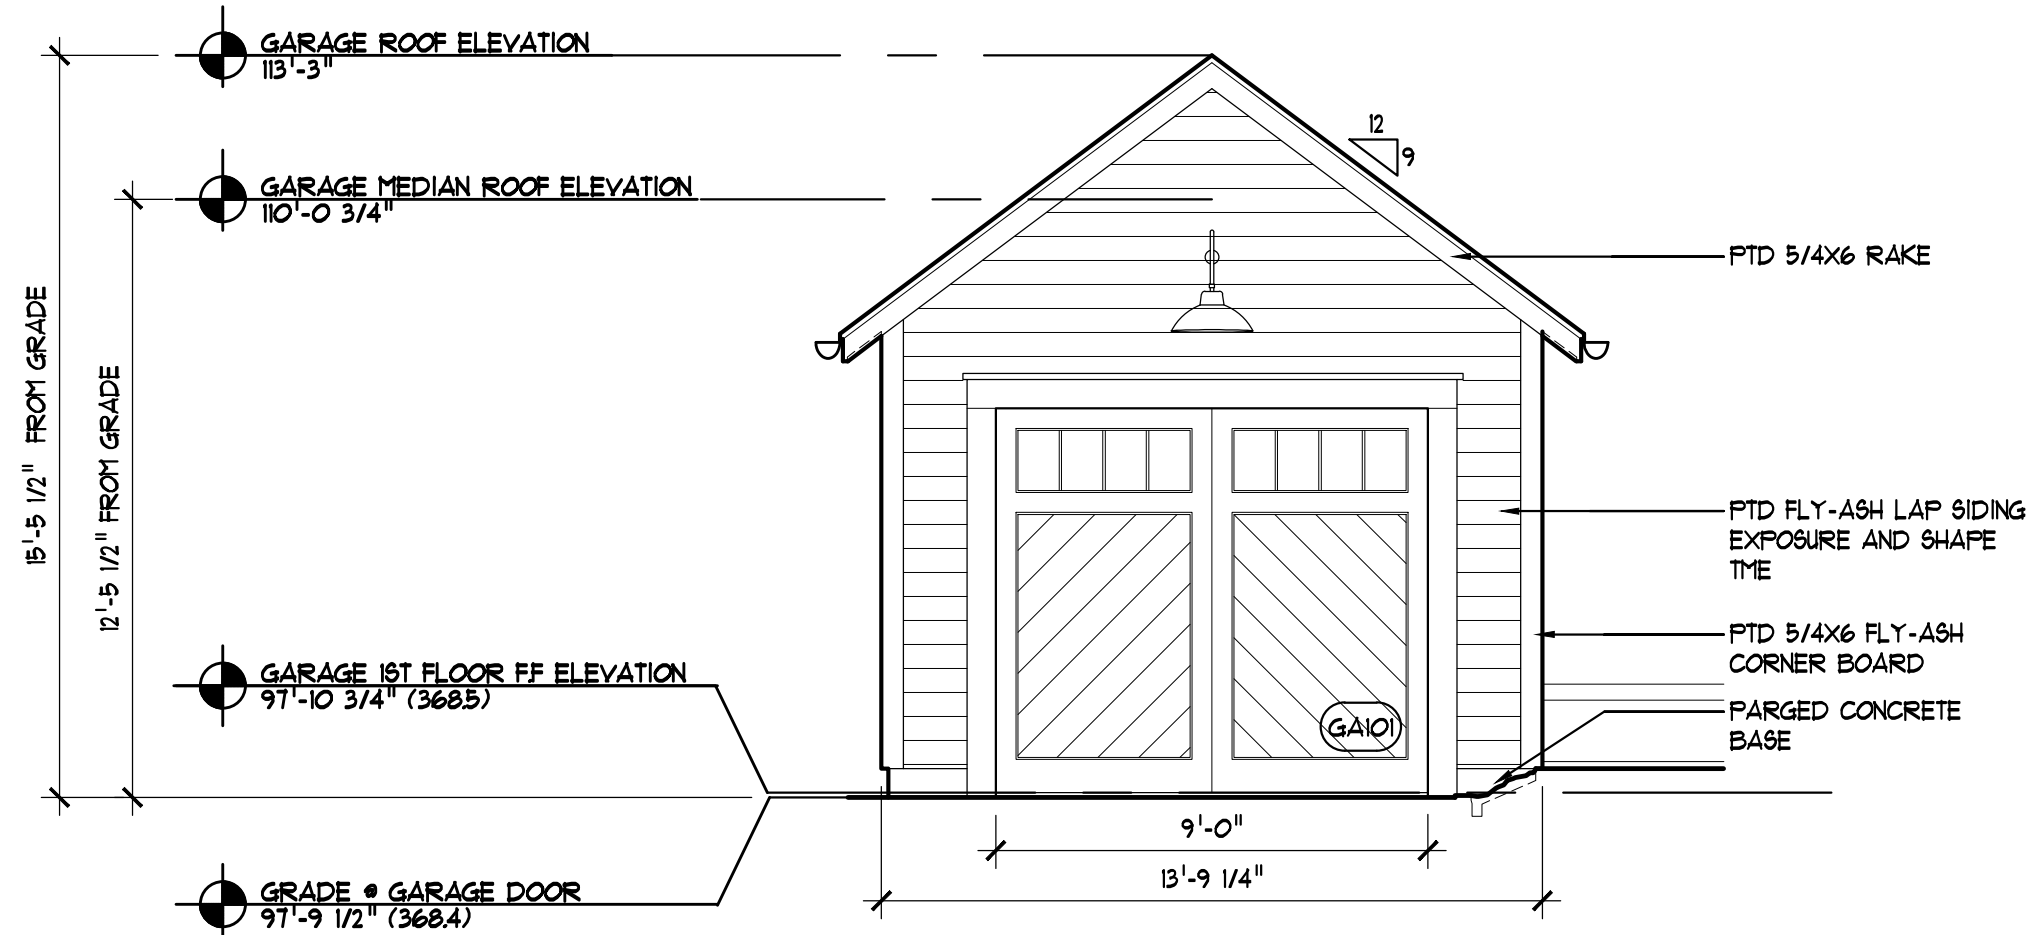 GARAGE ROOF ELEVATION
113'-3"
12
9
GARAGE MEDIAN ROOF ELEVATION
110'-0 3/4"
PTD 5/4X6 RAKE
15'-5 1/2" FROM GRADE
12'-5 1/2" FROM GRADE
PTD FLY-ASH LAP SIDING
EXPOSURE AND SHAPE
TME
PTD 5/4X6 FLY-ASH
CORNER BOARD
GARAGE 1ST FLOOR F.F ELEVATION
97'-10 3/4" (368.5)
GA101
PARGED CONCRETE
BASE
9'-0"
13'-9 1/4"
GRADE @ GARAGE DOOR
97'-9 1/2" (368.4)